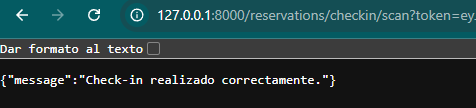 127.0.0.1:8000/reservations/checkin/scan?token=ey.
Dar formato al texto
{"message":"Check-in realizado correctamente."}